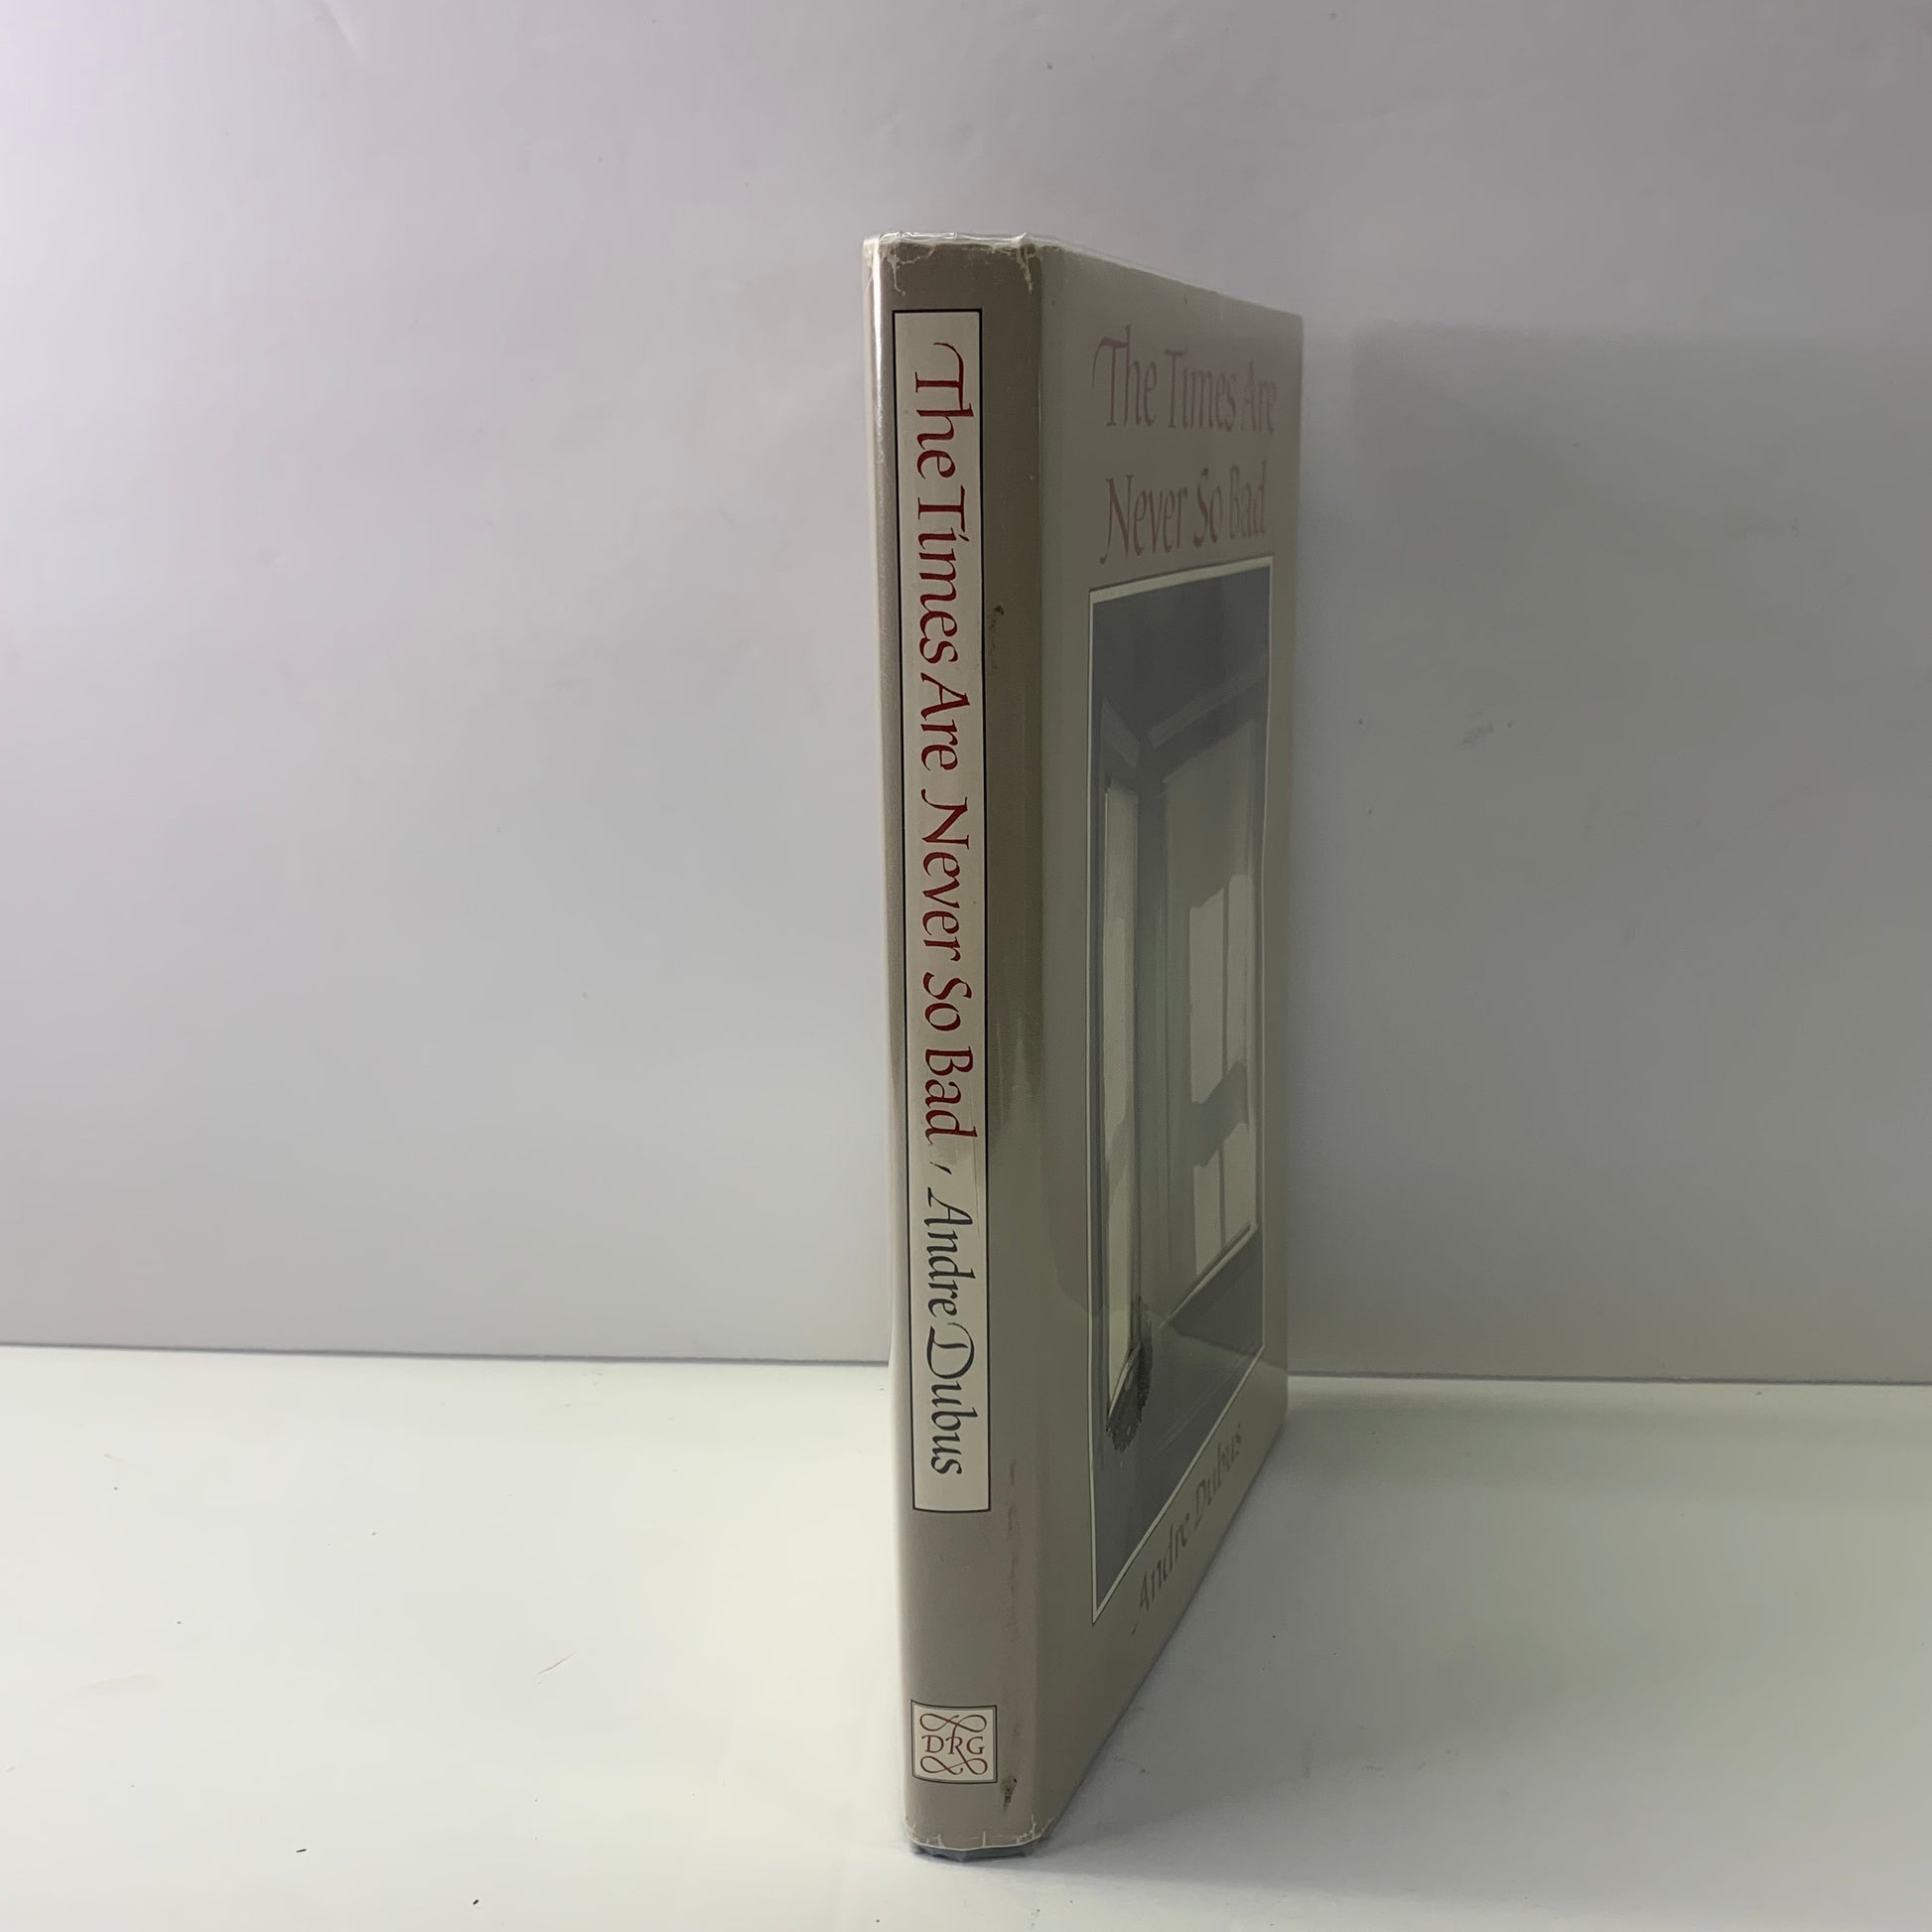 The Times Are Never So Bad / Andre Dubus
DRG
The Times Are
Never So Bad
Andre Dubus